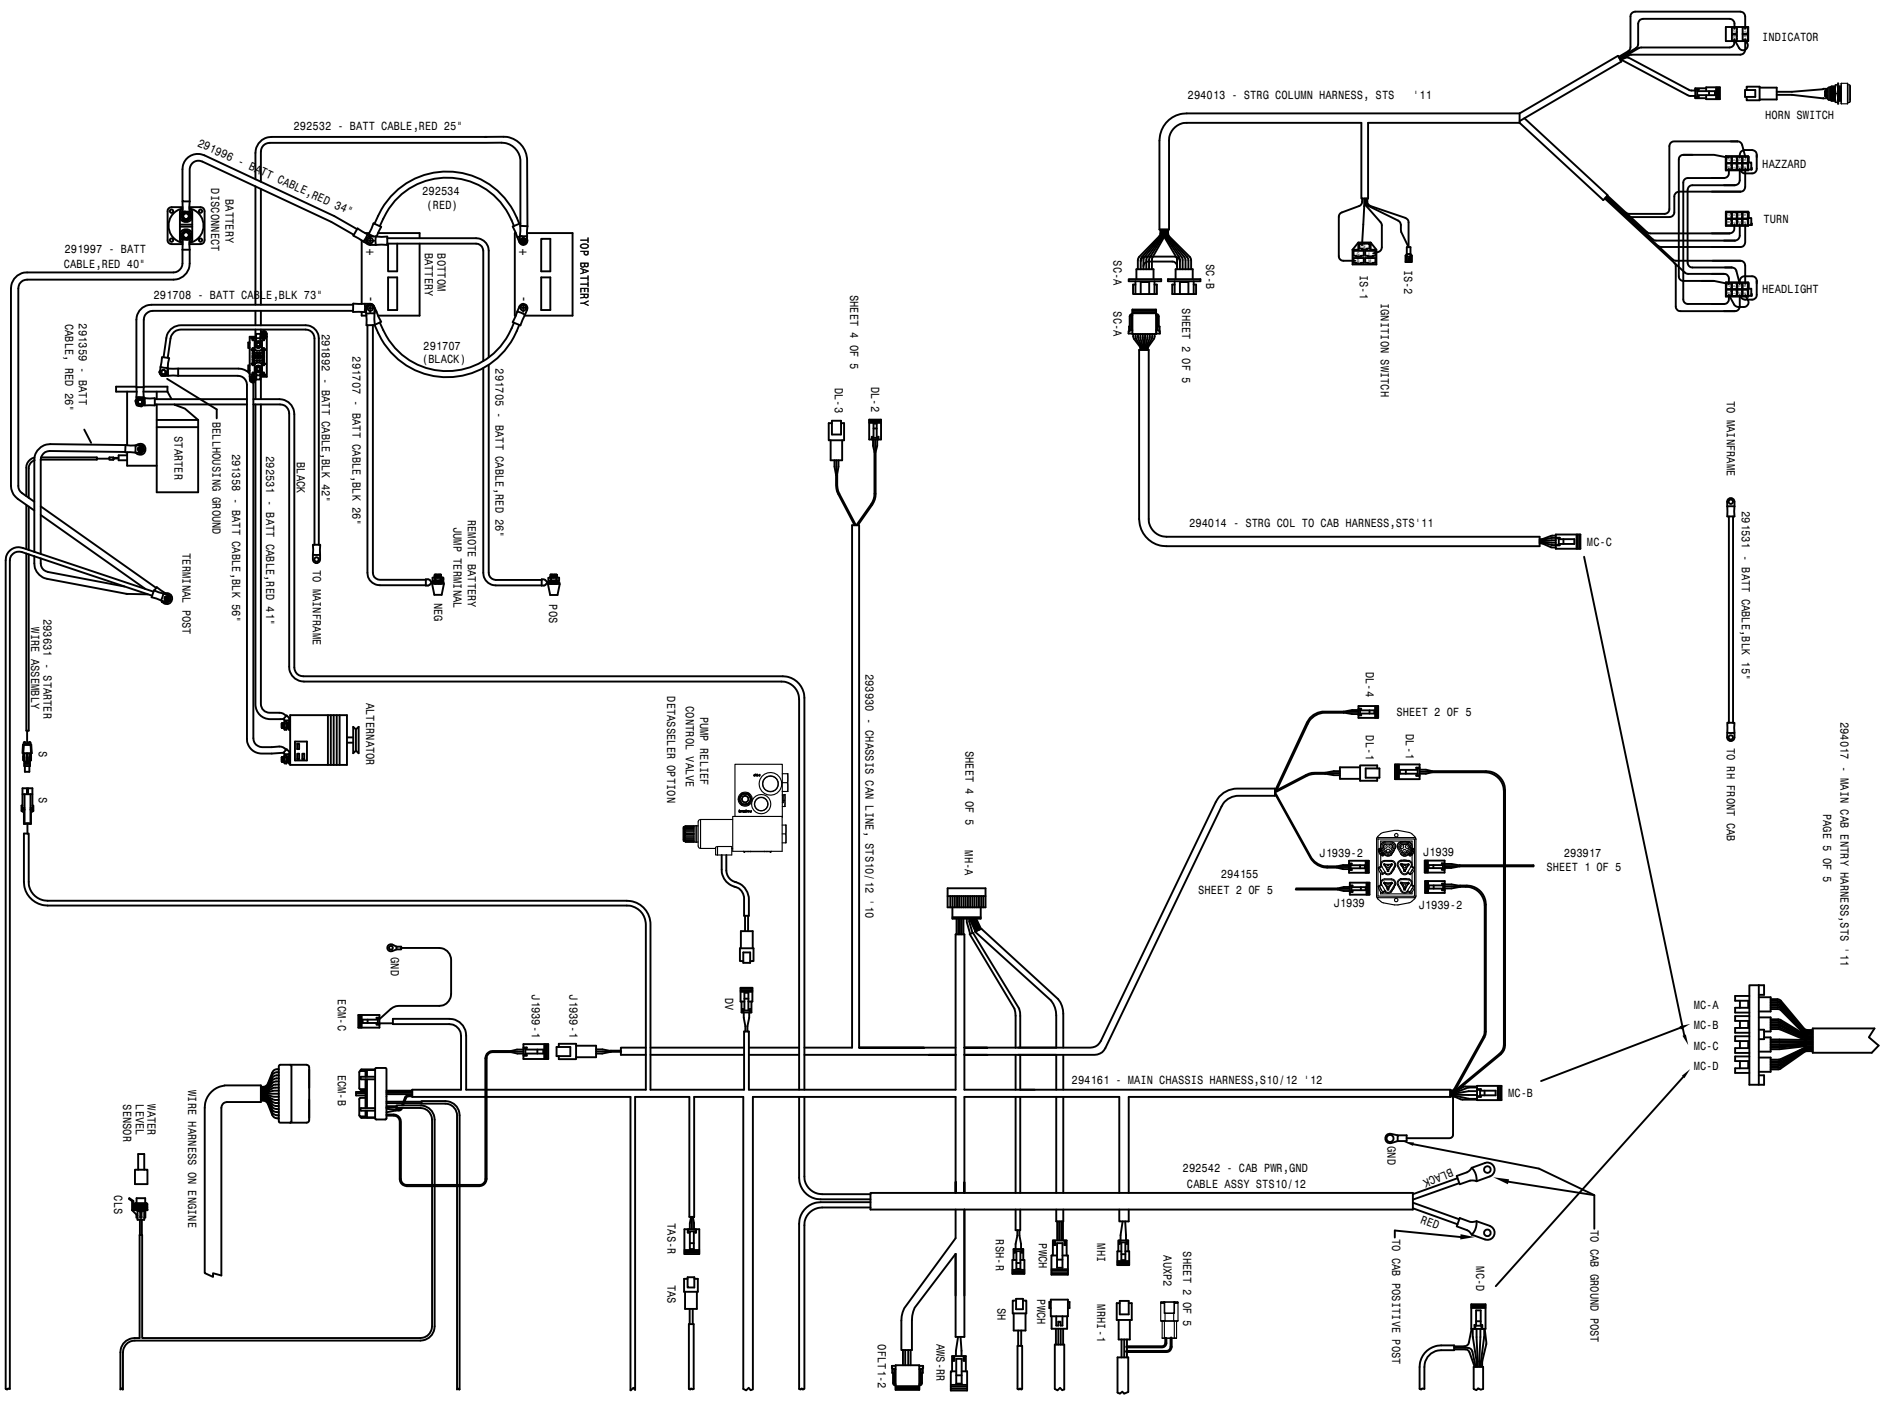 INDICATOR
HORN SWITCH
HAZZARD
TURN
HEADLIGHT
294013 - STRG COLUMN HARNESS, STS '11
SC-A
SC-B
IS-1
IS-2
IGNITION SWITCH
SC-A
SHEET 2 OF 5
294014 - STRG COL TO CAB HARNESS,STS'11
MC-C
TO MAINFRAME
291531 - BATT CABLE,BLK 15"
TO RH FRONT CAB
294017 - MAIN CAB ENTRY HARNESS,STS '11
PAGE 5 OF 5
MC-A
MC-B
MC-C
MC-D
292532 - BATT CABLE,RED 25"
291996 - BATT CABLE,RED 34"
BATTERY
DISCONNECT
291997 - BATT
CABLE,RED 40"
292534
(RED)
+
-
BOTTOM
BATTERY
+
-
TOP BATTERY
291708 - BATT CABLE,BLK 73"
291707
(BLACK)
291359 - BATT
CABLE, RED 26"
291892 - BATT CABLE,BLK 42"
291707 - BATT CABLE,BLK 26"
291705 - BATT CABLE,RED 26"
STARTER
BELLHOUSING GROUND
291358 - BATT CABLE,BLK 56"
292531 - BATT CABLE,RED 41"
BLACK
TO MAINFRAME
REMOTE BATTERY
JUMP TERMINAL
NEG
POS
TERMINAL POST
293631 - STARTER
WIRE ASSEMBLY
S
S
ALTERNATOR
SHEET 4 OF 5
DL-3
DL-2
293930 - CHASSIS CAN LINE, STS10/12 '10
PUMP RELIEF
CONTROL VALVE
DETASSELER OPTION
DV
SHEET 4 OF 5
MH-A
DL-4
SHEET 2 OF 5
DL-1
DL-1
J1939-2
J1939
293917
SHEET 1 OF 5
294155
SHEET 2 OF 5
J1939
J1939-2
GND
ECM-C
J1939-1
J1939-1
ECM-B
WIRE HARNESS ON ENGINE
WATER
LEVEL
SENSOR
CLS
294161 - MAIN CHASSIS HARNESS,S10/12 '12
MC-B
GND
292542 - CAB PWR,GND
CABLE ASSY STS10/12
BLACK
RED
TO CAB GROUND POST
TO CAB POSITIVE POST
MC-D
TAS-R
TAS
RSH-R
SH
PWCH
PWCH
MHI
MRHI-1
SHEET 2 OF 5
AUXP2
OFLT1-2
AWS-RR